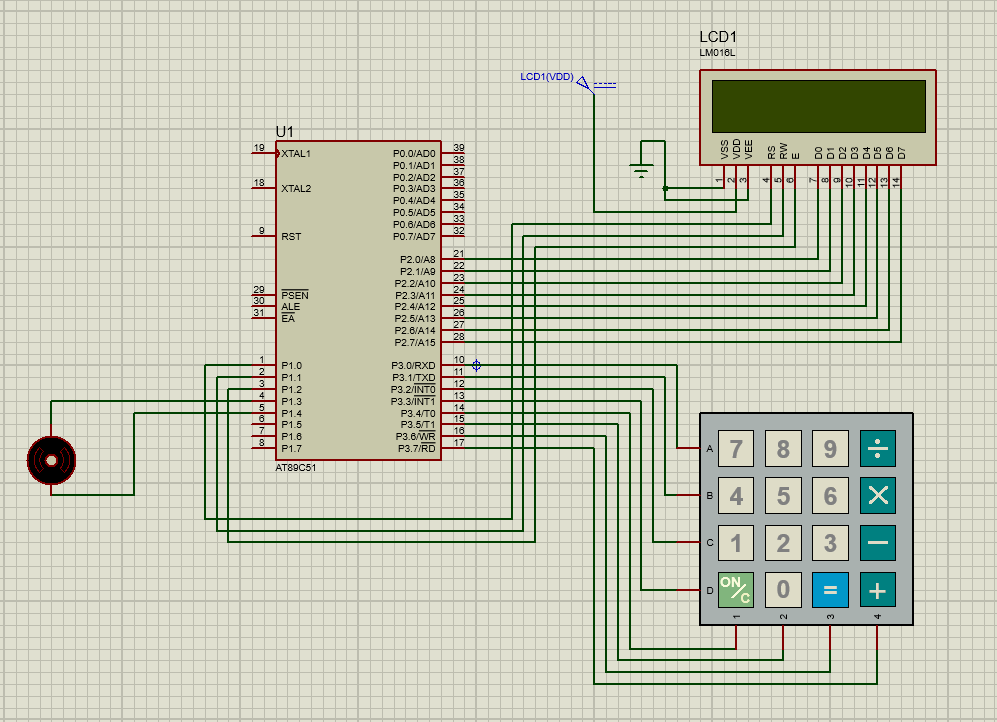 LCD1
LM016L
LCD1(VDD)
VSS VDD VEE RS RW E D0 D1 D2 D3 D4 D5 D6 D7
1 2 3 4 5 6 7 8 9 10 11 12 13 14
U1
19 XTAL1 P0.0/AD0 39
P0.1/AD1 38
P0.2/AD2 37
18 XTAL2 P0.3/AD3 36
P0.4/AD4 35
P0.5/AD5 34
P0.6/AD6 33
9 RST P0.7/AD7 32
P2.0/A8 21
P2.1/A9 22
P2.2/A10 23
29 PSEN P2.3/A11 24
30 ALE P2.4/A12 25
31 EA P2.5/A13 26
P2.6/A14 27
P2.7/A15 28
1 P1.0 P3.0/RXD 10
2 P1.1 P3.1/TXD 11
3 P1.2 P3.2/INT0 12
4 P1.3 P3.3/INT1 13
5 P1.4 P3.4/T0 14
6 P1.5 P3.5/T1 15
7 P1.6 P3.6/WR 16
8 P1.7 P3.7/RD 17
AT89C51
A 7 8 9 ÷
B 4 5 6 ×
C 1 2 3 −
D ON/C 0 = +
1 2 3 4